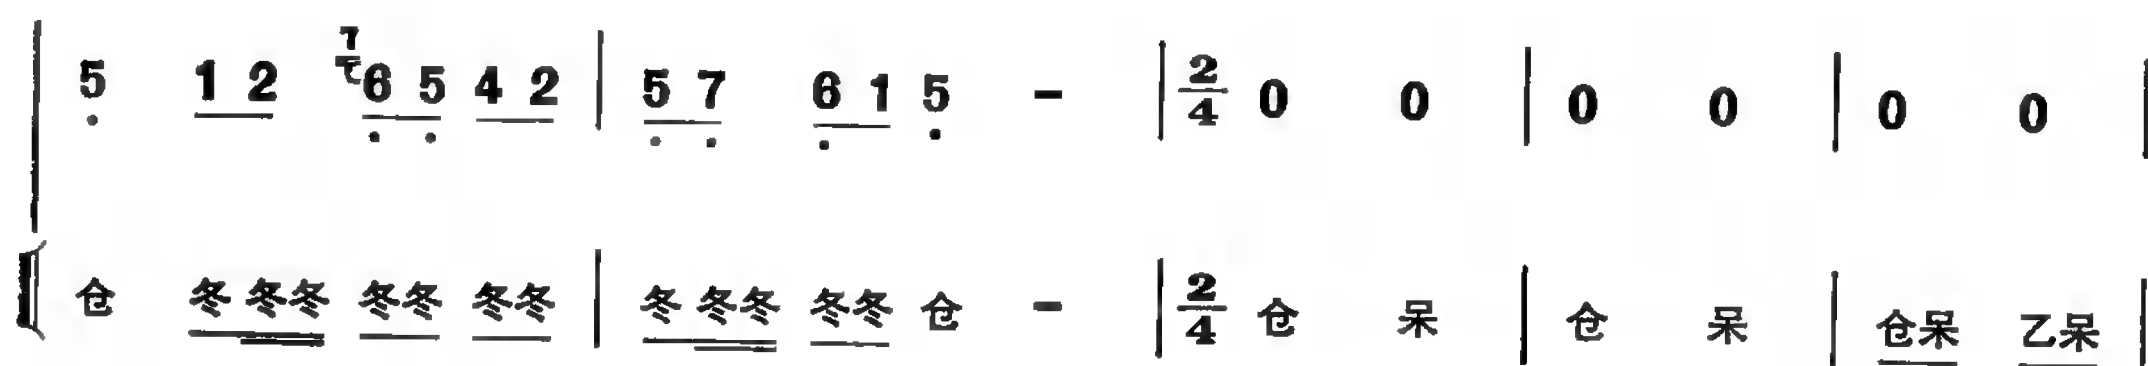 5 1 2 7 6 5 4 2 | 5 7 6 1 5 - | 2/4 0 0 | 0 0 | 0 0 |
仓 冬 冬冬 冬冬 冬冬 | 冬 冬冬 冬冬 仓 - | 2/4 仓 呆 | 仓 呆 | 仓呆 乙呆 |